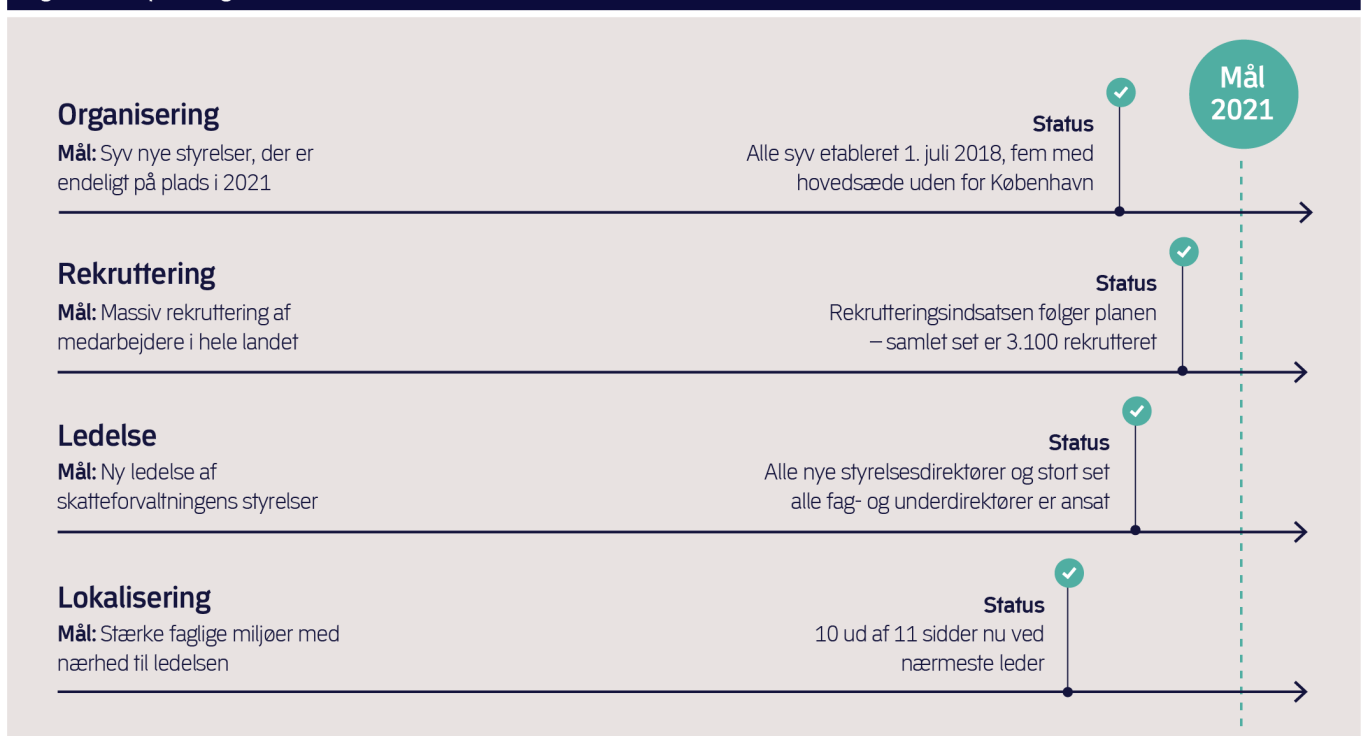 Organisering
Mål: Syv nye styrelser, der er
endeligt på plads i 2021
Status
Alle syv etableret 1. juli 2018, fem med
hovedsæde uden for København
Mål
2021
Rekruttering
Mål: Massiv rekruttering af
medarbejdere i hele landet
Status
Rekrutteringsindsatsen følger planen
– samlet set er 3.100 rekrutteret
Ledelse
Mål: Ny ledelse af
skatteforvaltningens styrelser
Status
Alle nye styrelsesdirektører og stort set
alle fag- og underdirektører er ansat
Lokalisering
Mål: Stærke faglige miljøer med
nærhed til ledelsen
Status
10 ud af 11 sidder nu ved
nærmeste leder